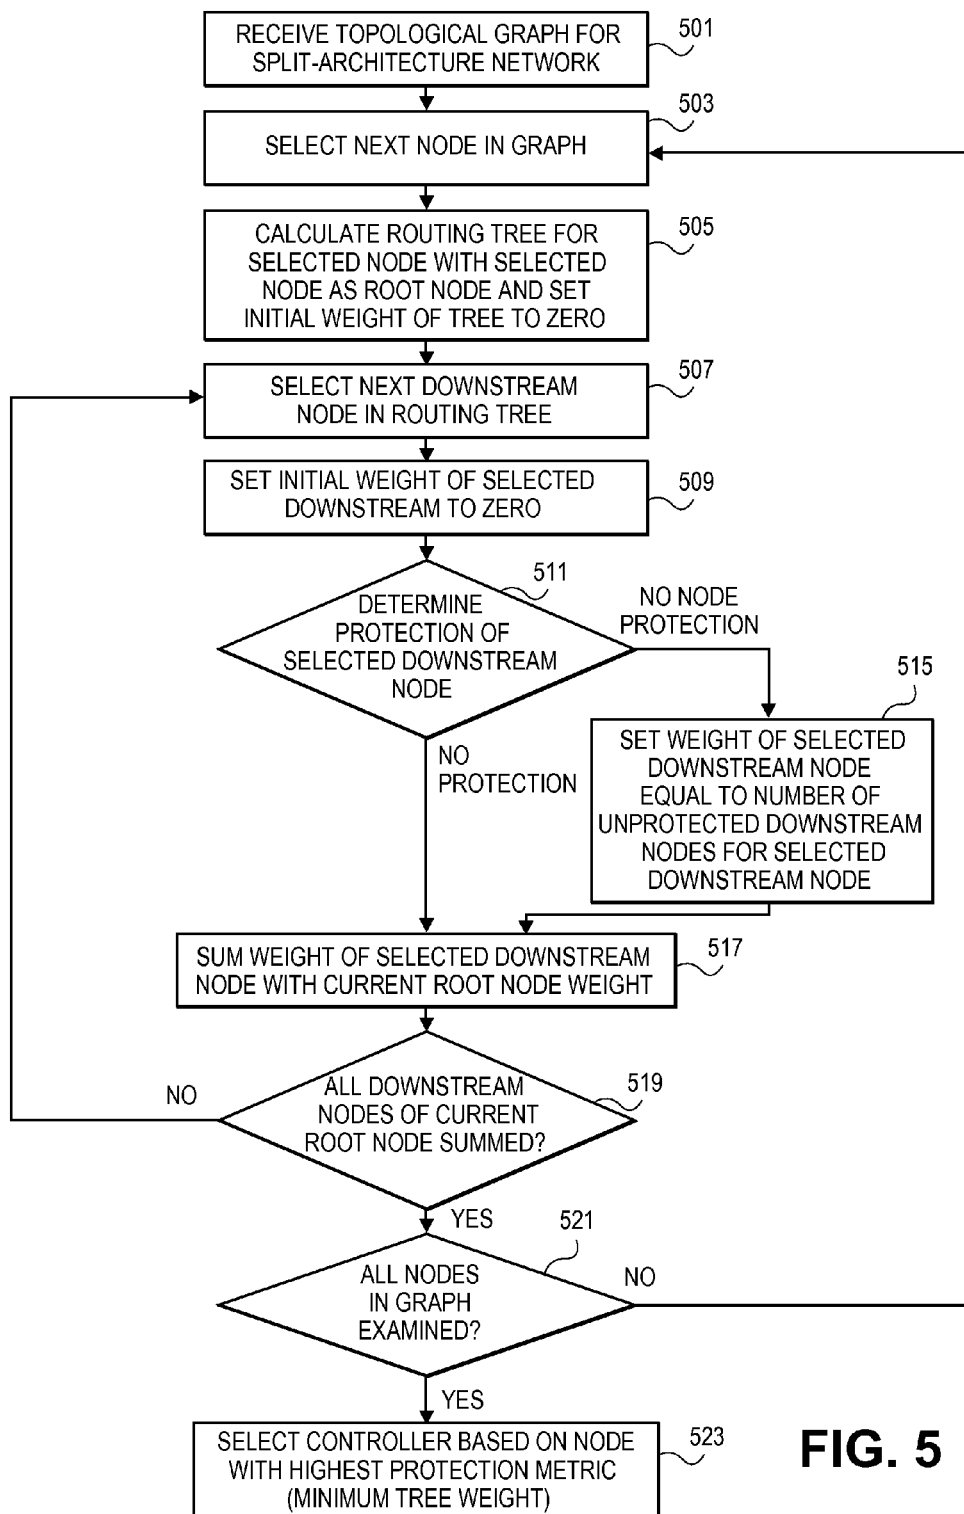 RECEIVE TOPOLOGICAL GRAPH FOR
SPLIT-ARCHITECTURE NETWORK
501
SELECT NEXT NODE IN GRAPH
503
CALCULATE ROUTING TREE FOR
SELECTED NODE WITH SELECTED
NODE AS ROOT NODE AND SET
INITIAL WEIGHT OF TREE TO ZERO
505
SELECT NEXT DOWNSTREAM
NODE IN ROUTING TREE
507
SET INITIAL WEIGHT OF SELECTED
DOWNSTREAM TO ZERO
509
DETERMINE
PROTECTION OF
SELECTED DOWNSTREAM
NODE
511
NO NODE
PROTECTION
NO
PROTECTION
515
SET WEIGHT OF SELECTED
DOWNSTREAM NODE
EQUAL TO NUMBER OF
UNPROTECTED DOWNSTREAM
NODES FOR SELECTED
DOWNSTREAM NODE
SUM WEIGHT OF SELECTED DOWNSTREAM
NODE WITH CURRENT ROOT NODE WEIGHT
517
ALL DOWNSTREAM
NODES OF CURRENT
ROOT NODE SUMMED?
519
NO
YES
ALL NODES
IN GRAPH
EXAMINED?
521
NO
YES
SELECT CONTROLLER BASED ON NODE
WITH HIGHEST PROTECTION METRIC
(MINIMUM TREE WEIGHT)
523
FIG. 5